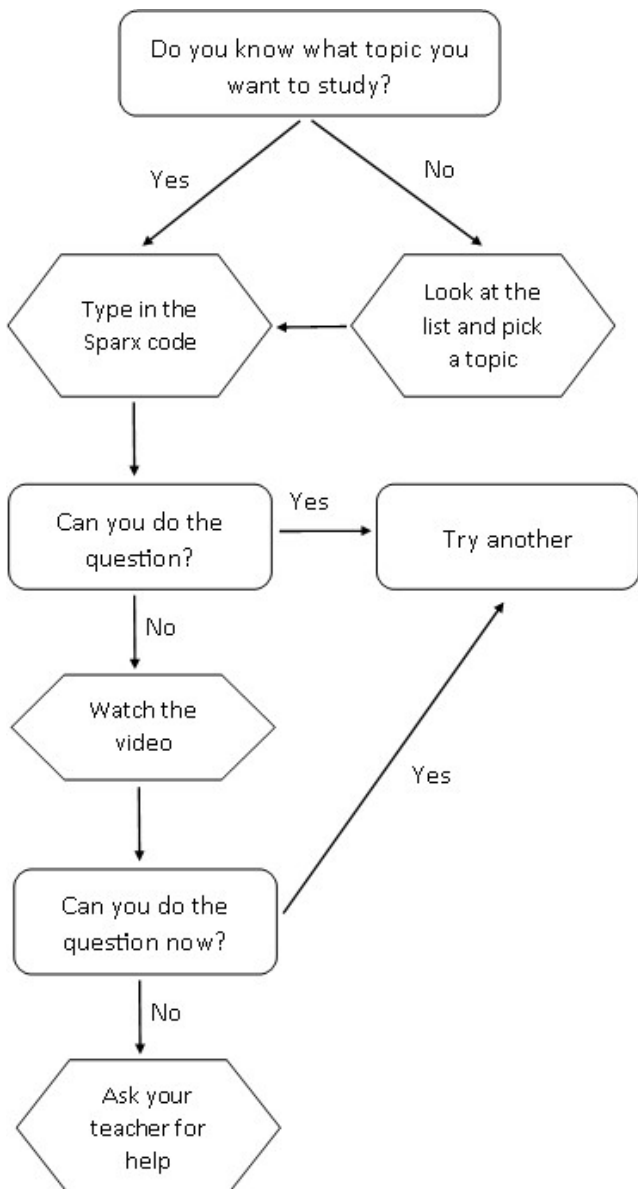 Do you know what topic you
want to study?
Yes
No
Type in the
Sparx code
Look at the
list and pick
a topic
Can you do the
question?
Yes
Try another
No
Watch the
video
Yes
Can you do the
question now?
No
Ask your
teacher for
help